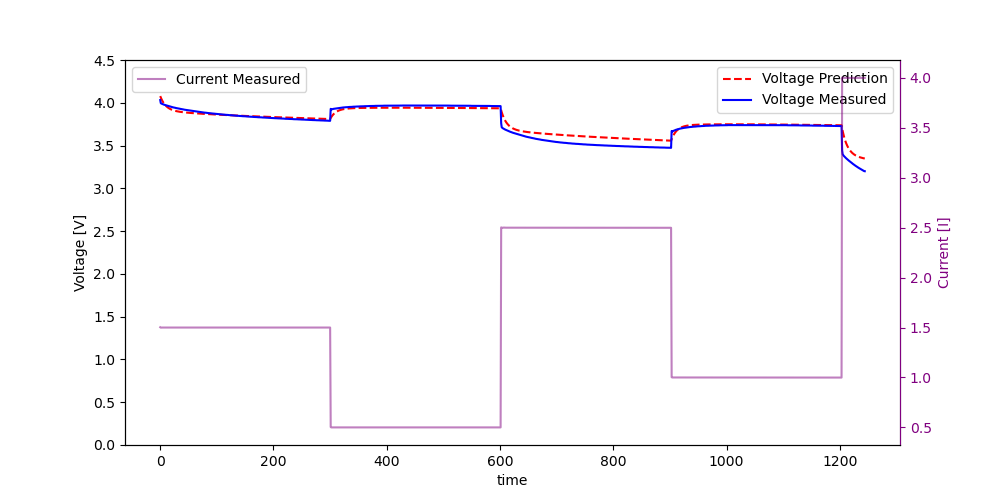 Current Measured
Voltage Prediction
Voltage Measured
4.5
4.0
3.5
3.0
2.5
2.0
1.5
1.0
0.5
0.0
Voltage [V]
4.0
3.5
3.0
2.5
2.0
1.5
1.0
0.5
Current [I]
0 200 400 600 800 1000 1200
time